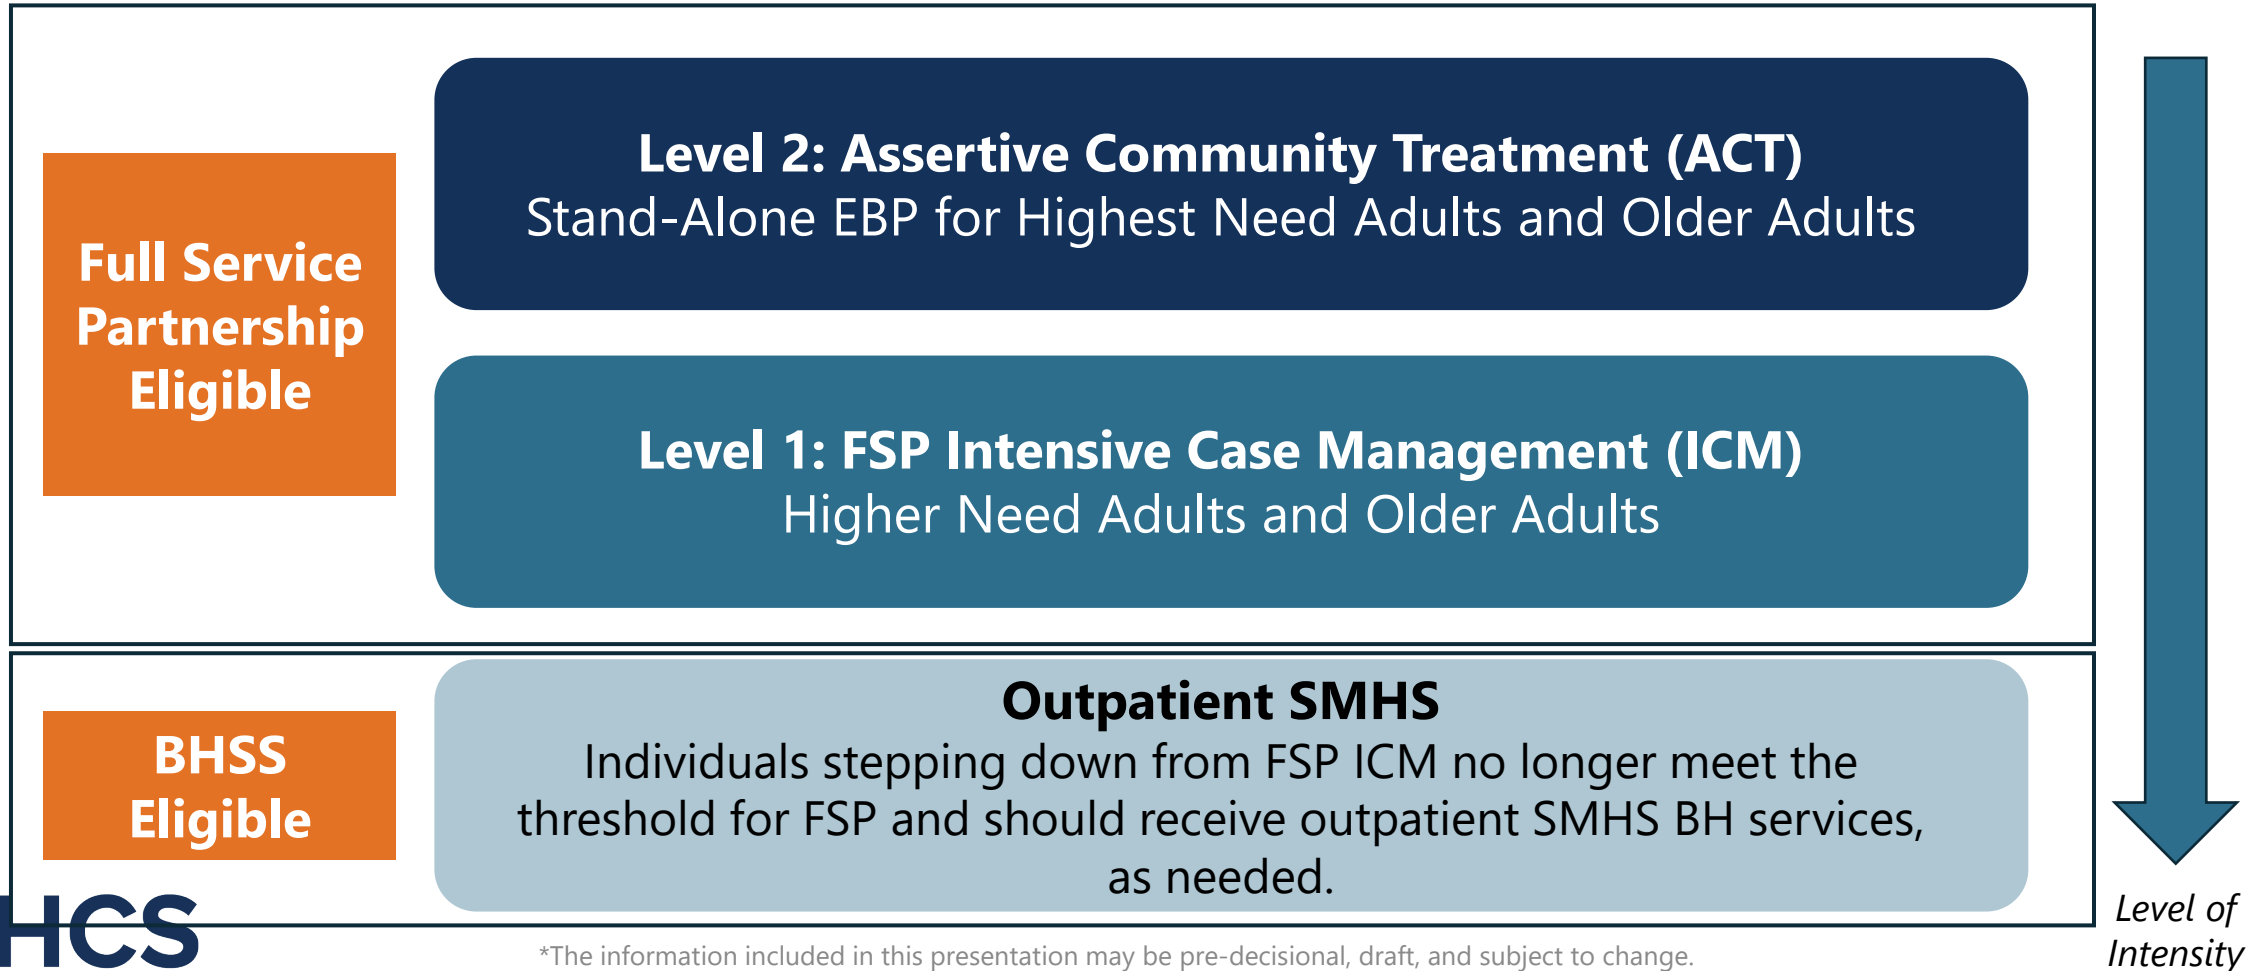 Full Service
Partnership
Eligible
Level 2: Assertive Community Treatment (ACT)
Stand-Alone EBP for Highest Need Adults and Older Adults
Level 1: FSP Intensive Case Management (ICM)
Higher Need Adults and Older Adults
BHSS
Eligible
Outpatient SMHS
Individuals stepping down from FSP ICM no longer meet the
threshold for FSP and should receive outpatient SMHS BH services,
as needed.
Level of
Intensity
HCS
*The information included in this presentation may be pre-decisional, draft, and subject to change.